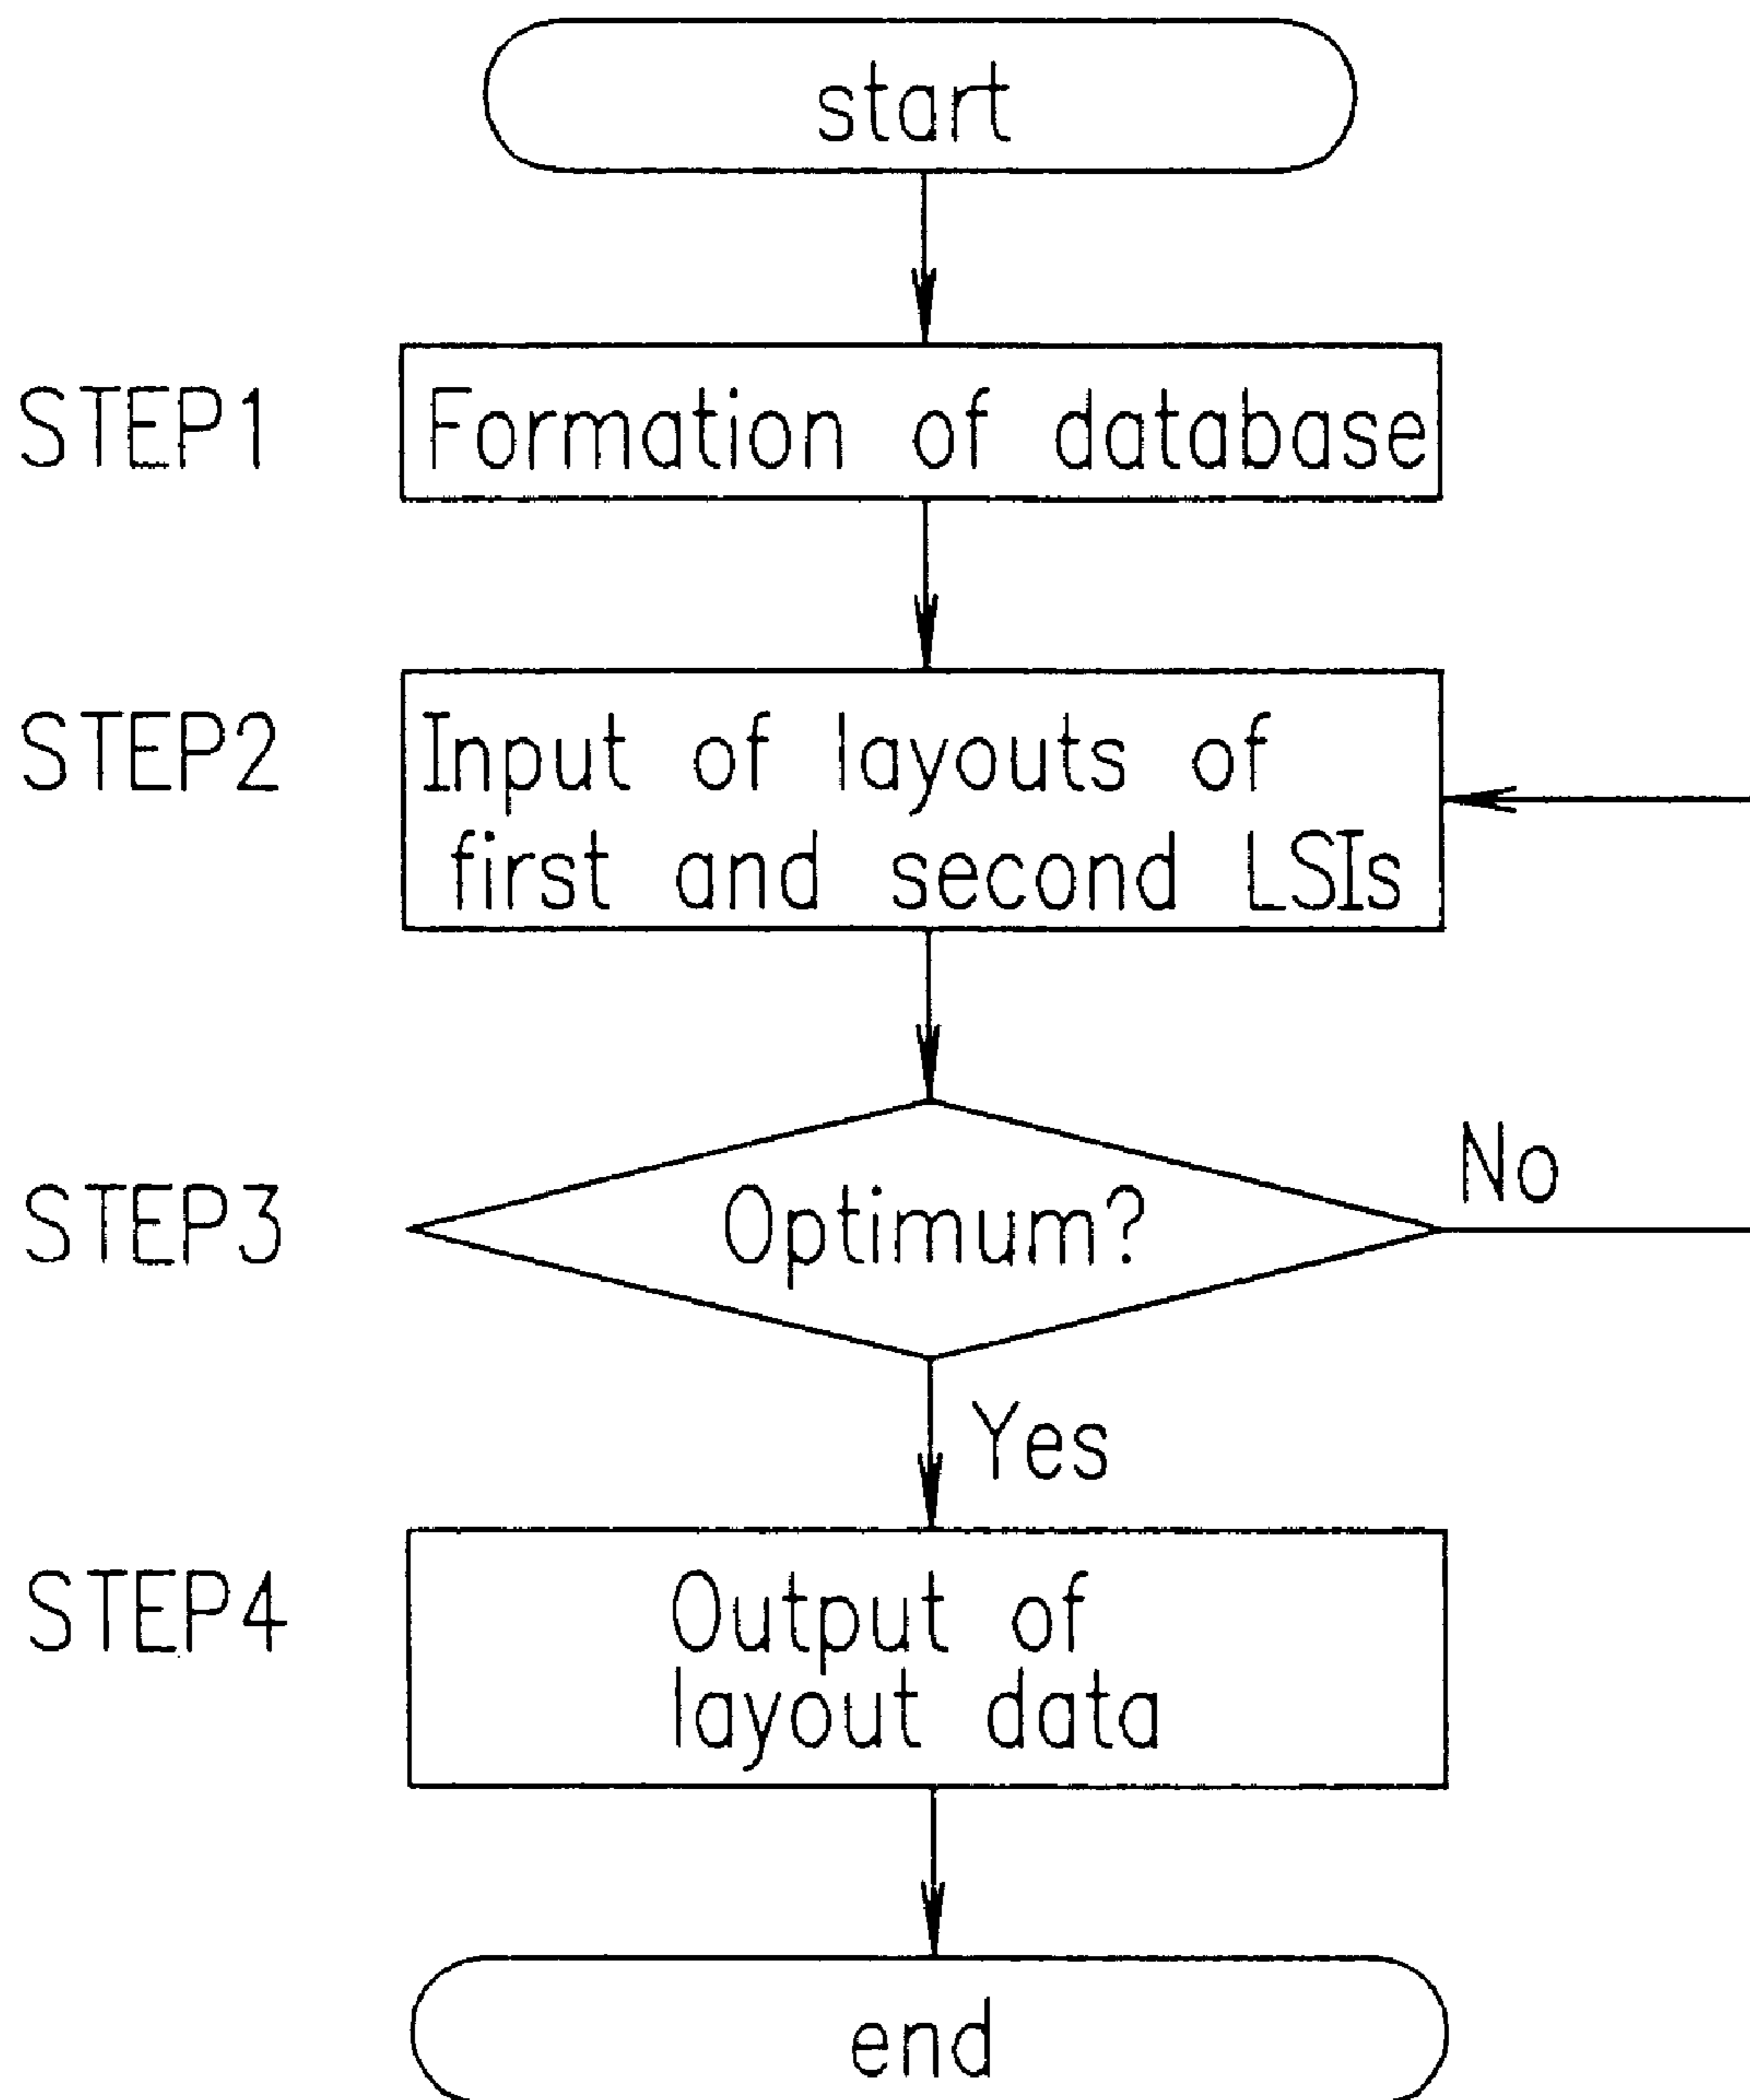 start
STEP1
Formation of database
STEP2
Input of layouts of
first and second LSIs
STEP3
Optimum?
No
Yes
STEP4
Output of
layout data
end